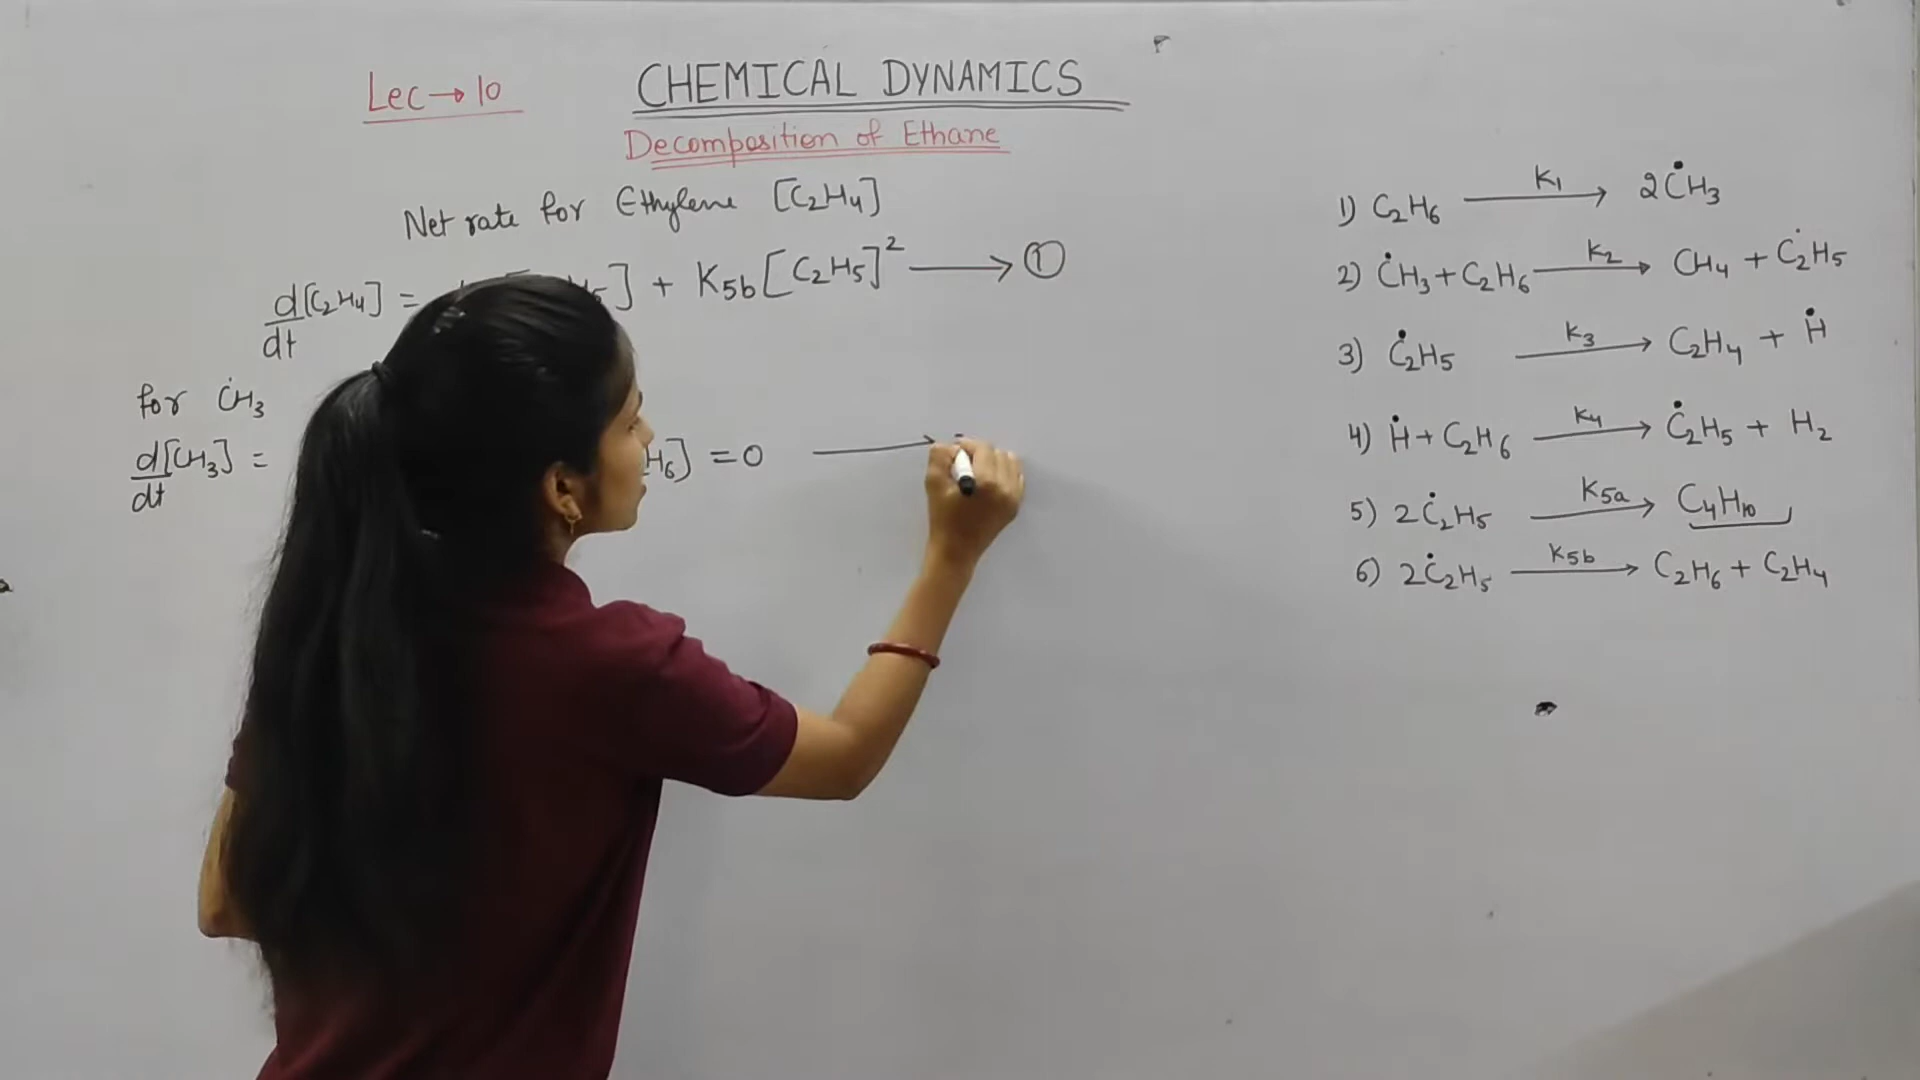 Lec → 10
CHEMICAL DYNAMICS
Decomposition of Ethane
Net rate for Ethylene [C2H4]
d[C2H4]/dt = ] + K5b[C2H5]² → ①
for ĊH3
d[CH3]/dt = H6] = 0 →
1) C2H6 —K1→ 2ĊH3
2) ĊH3 + C2H6 —K2→ CH4 + Ċ2H5
3) Ċ2H5 —K3→ C2H4 + Ḣ
4) Ḣ + C2H6 —K4→ Ċ2H5 + H2
5) 2Ċ2H5 —K5a→ C4H10
6) 2Ċ2H5 —K5b→ C2H6 + C2H4